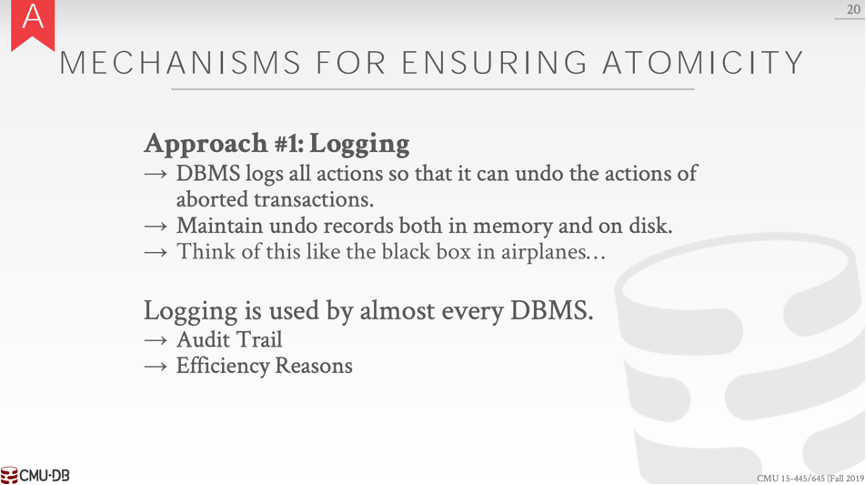 A
20
MECHANISMS FOR ENSURING ATOMICITY
Approach #1: Logging
→ DBMS logs all actions so that it can undo the actions of
aborted transactions.
→ Maintain undo records both in memory and on disk.
→ Think of this like the black box in airplanes…
Logging is used by almost every DBMS.
→ Audit Trail
→ Efficiency Reasons
CMU·DB
CMU 15-445/645 (Fall 2019